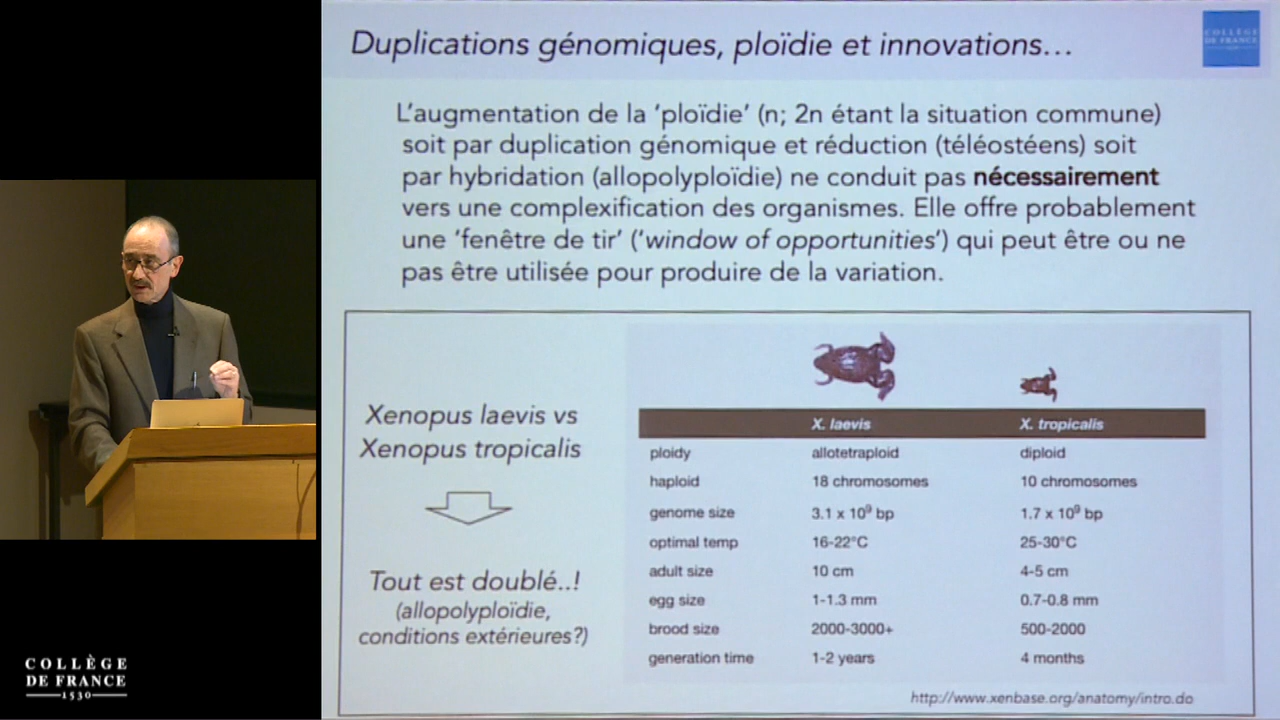 Duplications génomiques, ploïdie et innovations…
COLLÈGE
DE FRANCE
1530
L'augmentation de la 'ploïdie' (n; 2n étant la situation commune)
soit par duplication génomique et réduction (téléostéens) soit
par hybridation (allopolyploïdie) ne conduit pas nécessairement
vers une complexification des organismes. Elle offre probablement
une 'fenêtre de tir' ('window of opportunities') qui peut être ou ne
pas être utilisée pour produire de la variation.
Xenopus laevis vs
Xenopus tropicalis
Tout est doublé..!
(allopolyploïdie,
conditions extérieures?)
X. laevis X. tropicalis
ploidy allotetraploid diploid
haploid 18 chromosomes 10 chromosomes
genome size 3.1 x 10⁹ bp 1.7 x 10⁹ bp
optimal temp 16-22°C 25-30°C
adult size 10 cm 4-5 cm
egg size 1-1.3 mm 0.7-0.8 mm
brood size 2000-3000+ 500-2000
generation time 1-2 years 4 months
http://www.xenbase.org/anatomy/intro.do
COLLÈGE
DE FRANCE
1530